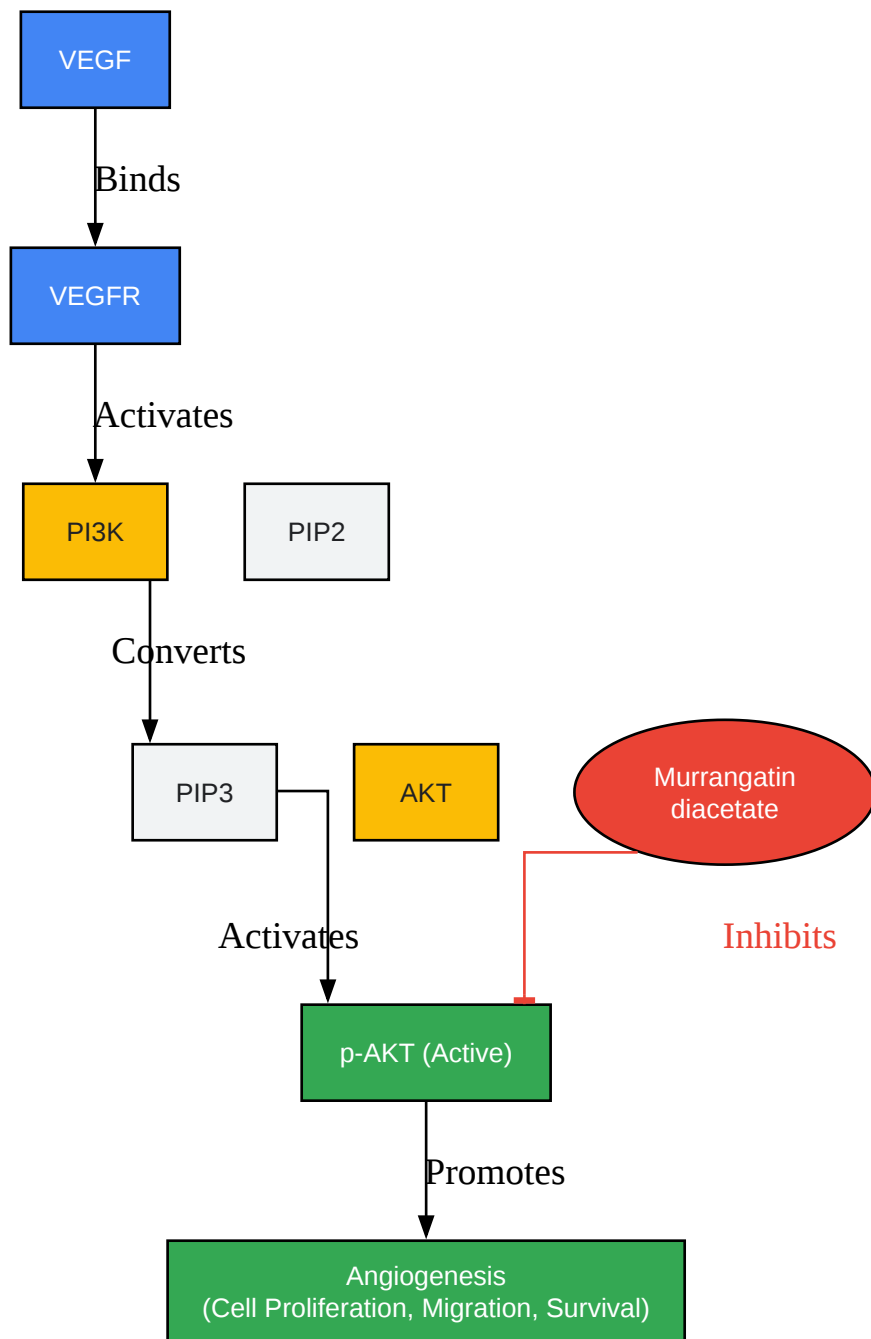 VEGF
Binds
VEGFR
Activates
PI3K
PIP2
Converts
PIP3
AKT
Murrangatin
diacetate
Activates
Inhibits
p-AKT (Active)
Promotes
Angiogenesis
(Cell Proliferation, Migration, Survival)